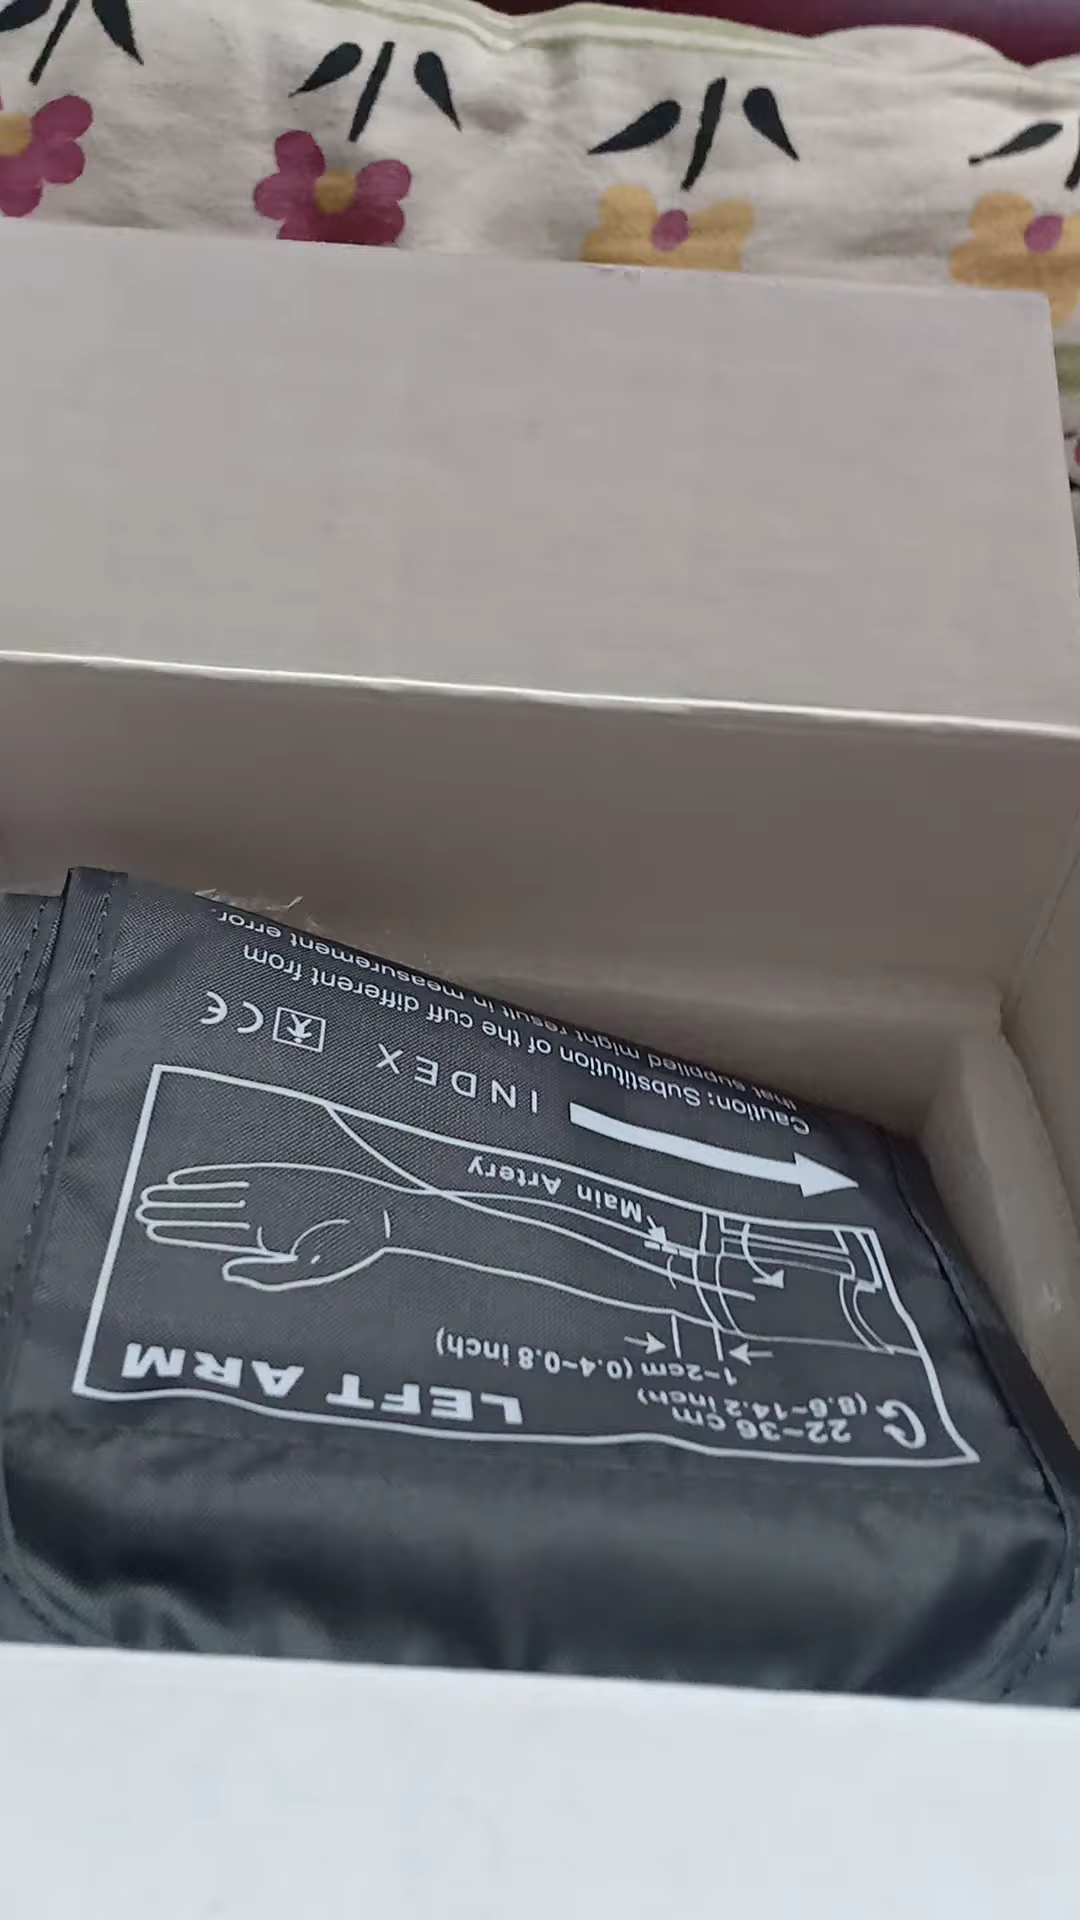 22~36 cm
(8.6~14.2 inch)
LEFT ARM
1~2cm (0.4~0.8 inch)
Main Artery
INDEX
CE
Caution: Substitution of the cuff different from
that supplied might result in measurement error.